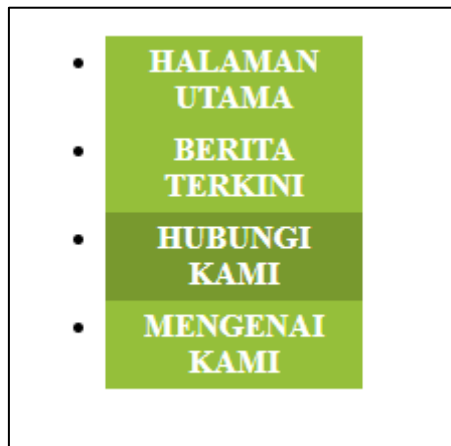 HALAMAN
UTAMA
BERITA
TERKINI
HUBUNGI
KAMI
MENGENAI
KAMI